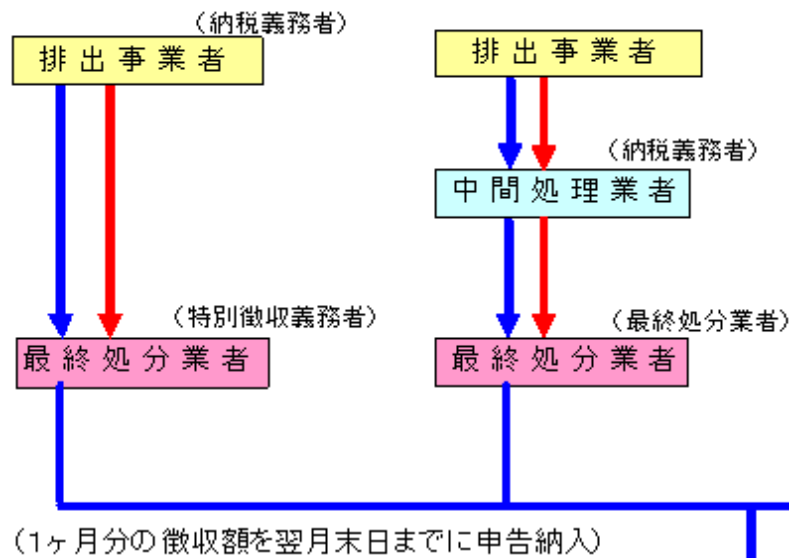 （納税義務者）
排出事業者
排出事業者
（納税義務者）
中間処理業者
（特別徴収義務者）
（最終処分業者）
最終処分業者
最終処分業者
（1ヶ月分の徴収額を翌月末日までに申告納入）